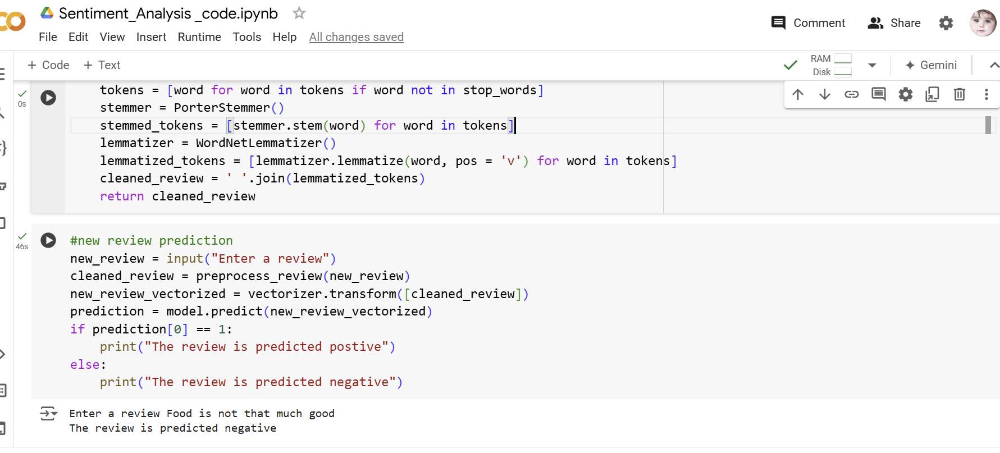 Sentiment_Analysis _code.ipynb
File Edit View Insert Runtime Tools Help All changes saved
Comment Share
+ Code + Text
RAM
Disk
Gemini
0s
tokens = [word for word in tokens if word not in stop_words]
stemmer = PorterStemmer()
stemmed_tokens = [stemmer.stem(word) for word in tokens]
lemmatizer = WordNetLemmatizer()
lemmatized_tokens = [lemmatizer.lemmatize(word, pos = 'v') for word in tokens]
cleaned_review = ' '.join(lemmatized_tokens)
return cleaned_review
46s
#new review prediction
new_review = input("Enter a review")
cleaned_review = preprocess_review(new_review)
new_review_vectorized = vectorizer.transform([cleaned_review])
prediction = model.predict(new_review_vectorized)
if prediction[0] == 1:
    print("The review is predicted postive")
else:
    print("The review is predicted negative")
Enter a review Food is not that much good
The review is predicted negative